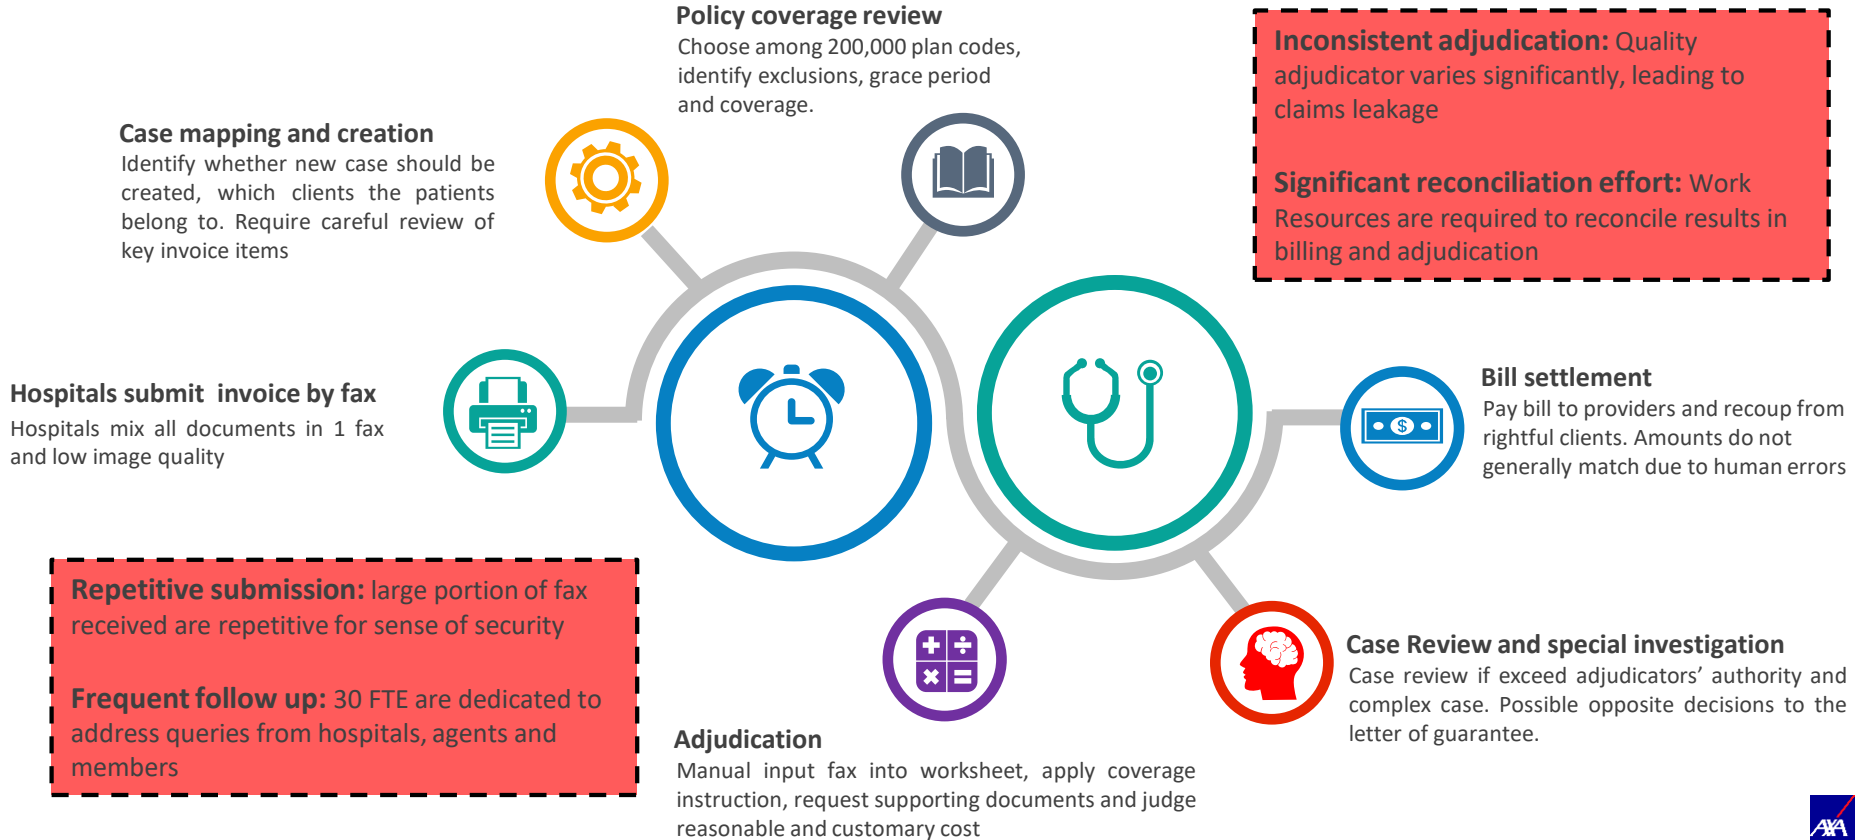 Policy coverage review
Choose among 200,000 plan codes,
identify exclusions, grace period
and coverage.
Inconsistent adjudication: Quality
adjudicator varies significantly, leading to
claims leakage
Significant reconciliation effort: Work
Resources are required to reconcile results in
billing and adjudication
Case mapping and creation
Identify whether new case should be
created, which clients the patients
belong to. Require careful review of
key invoice items
Hospitals submit invoice by fax
Hospitals mix all documents in 1 fax
and low image quality
$
Bill settlement
Pay bill to providers and recoup from
rightful clients. Amounts do not
generally match due to human errors
Repetitive submission: large portion of fax
received are repetitive for sense of security
Frequent follow up: 30 FTE are dedicated to
address queries from hospitals, agents and
members
Adjudication
Manual input fax into worksheet, apply coverage
instruction, request supporting documents and judge
reasonable and customary cost
Case Review and special investigation
Case review if exceed adjudicators’ authority and
complex case. Possible opposite decisions to the
letter of guarantee.
AXA